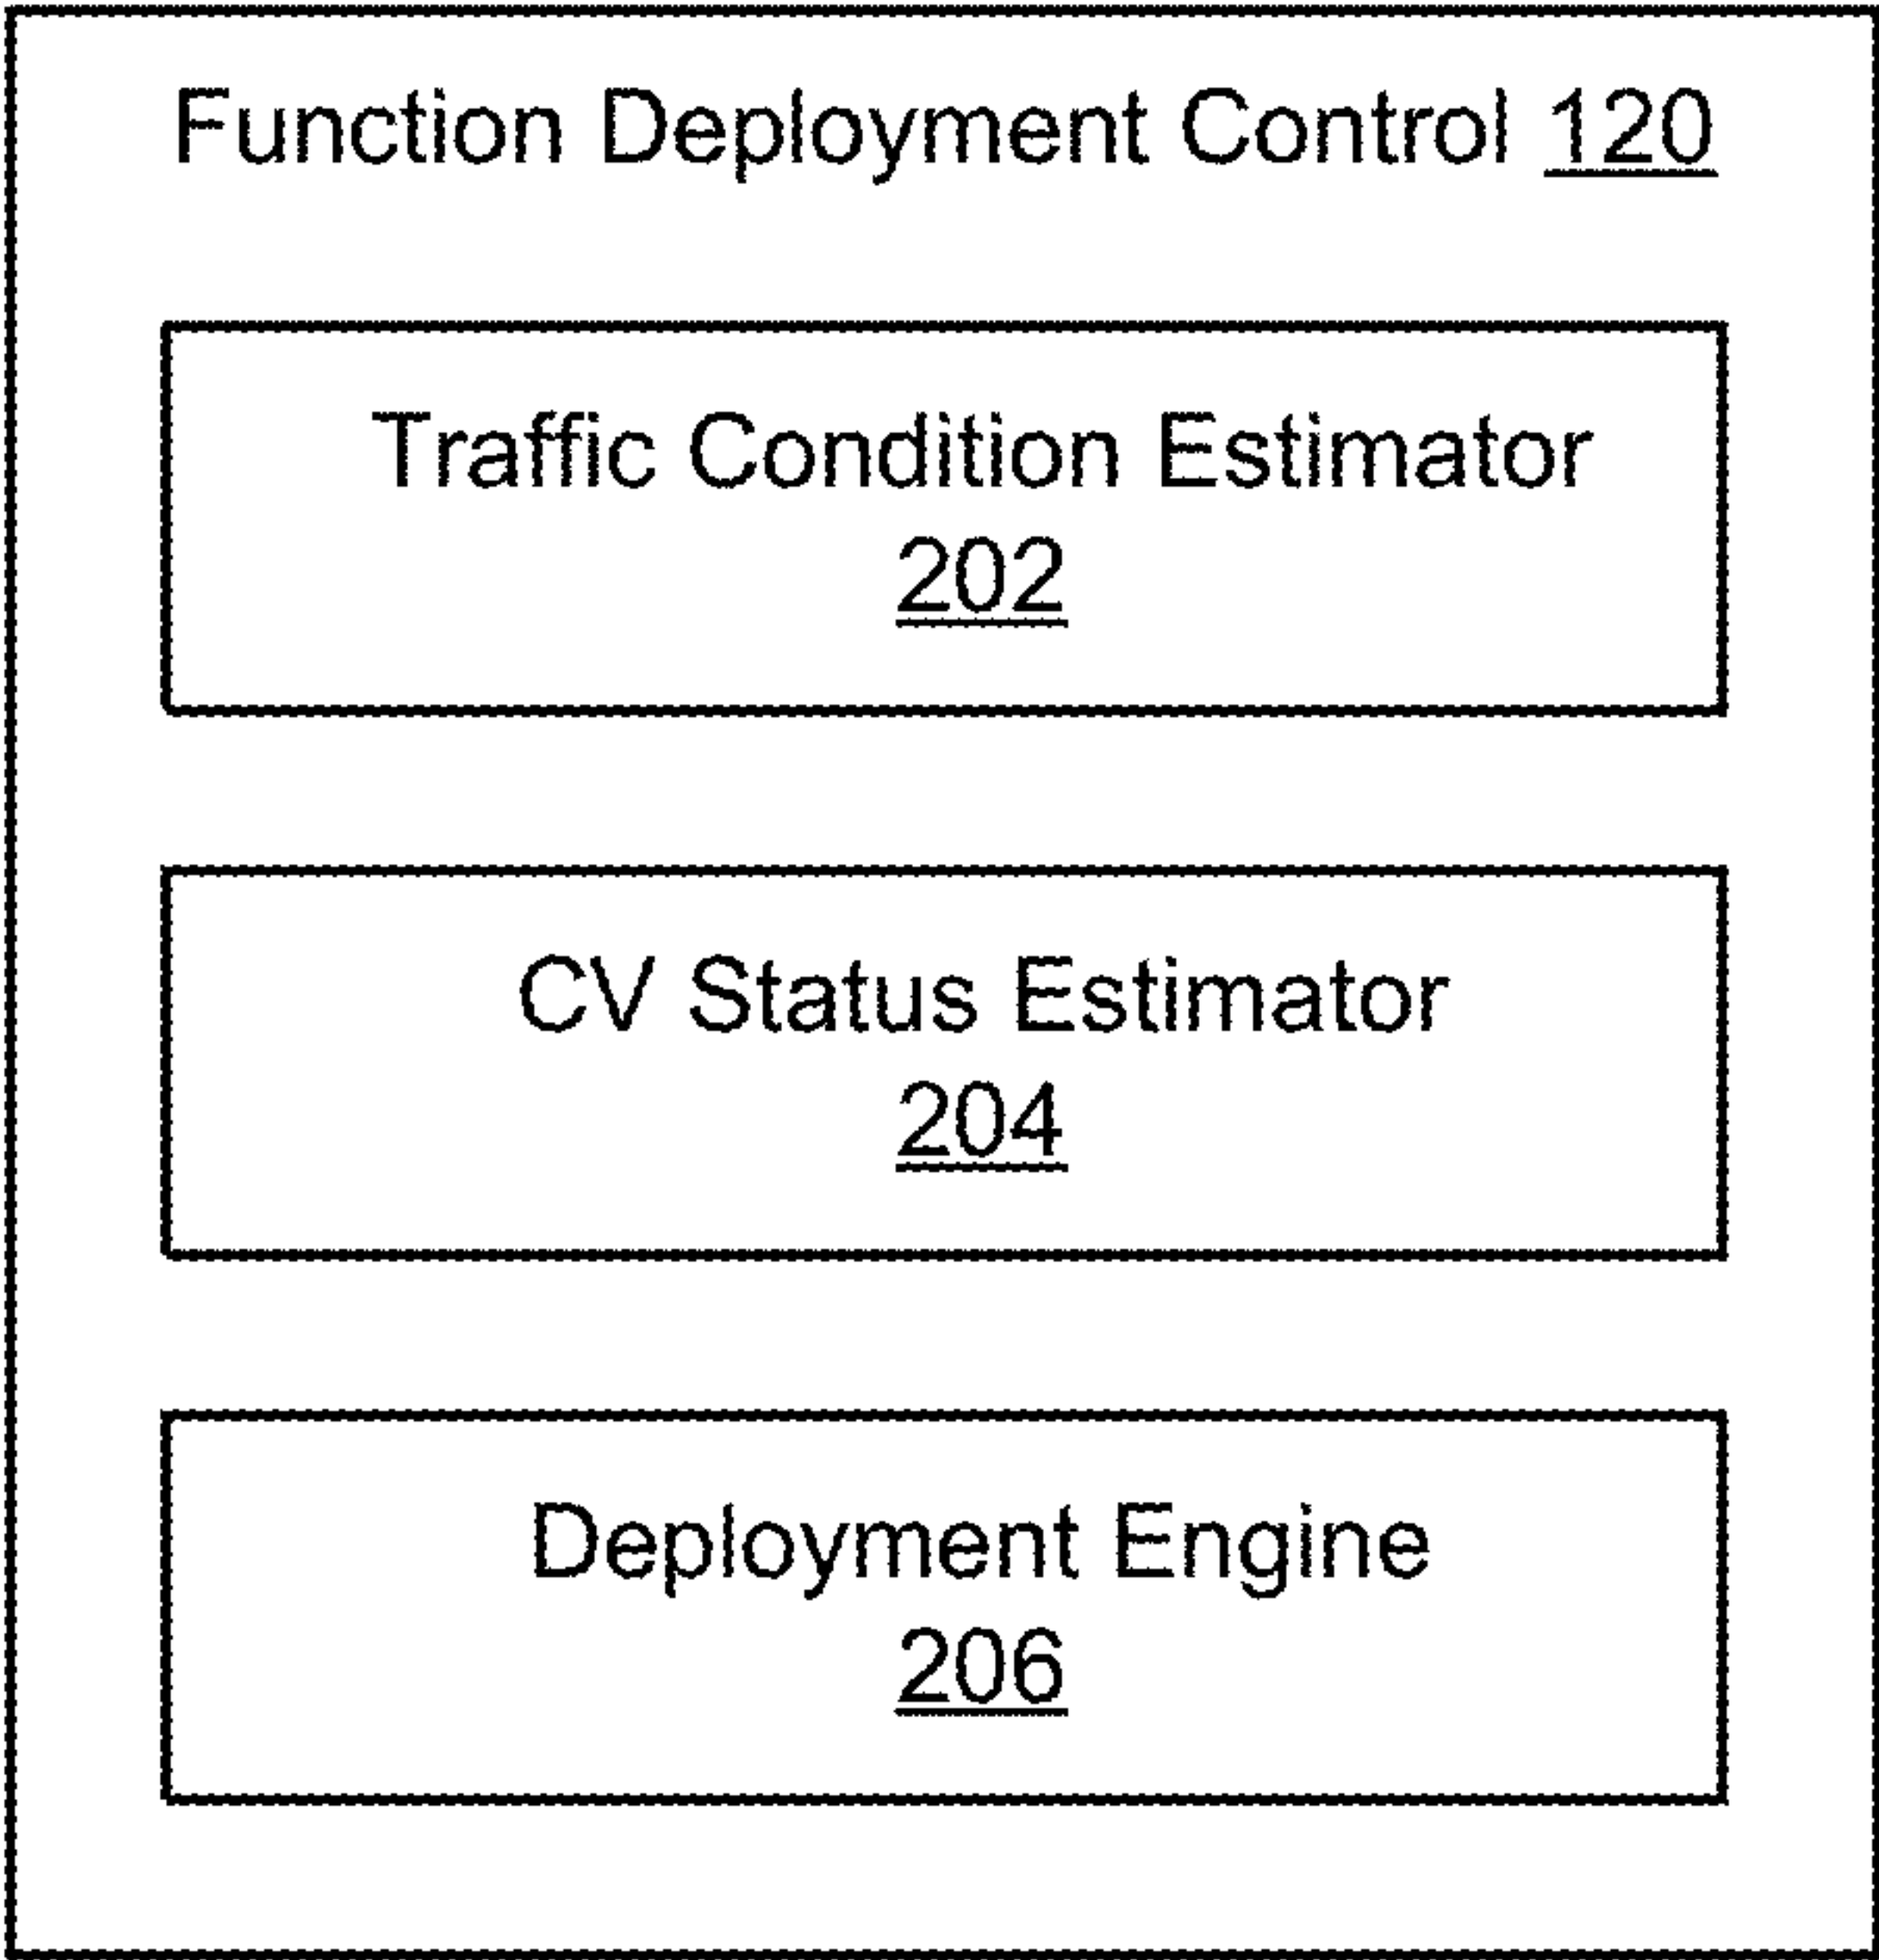 Function Deployment Control 120
Traffic Condition Estimator
202
CV Status Estimator
204
Deployment Engine
206